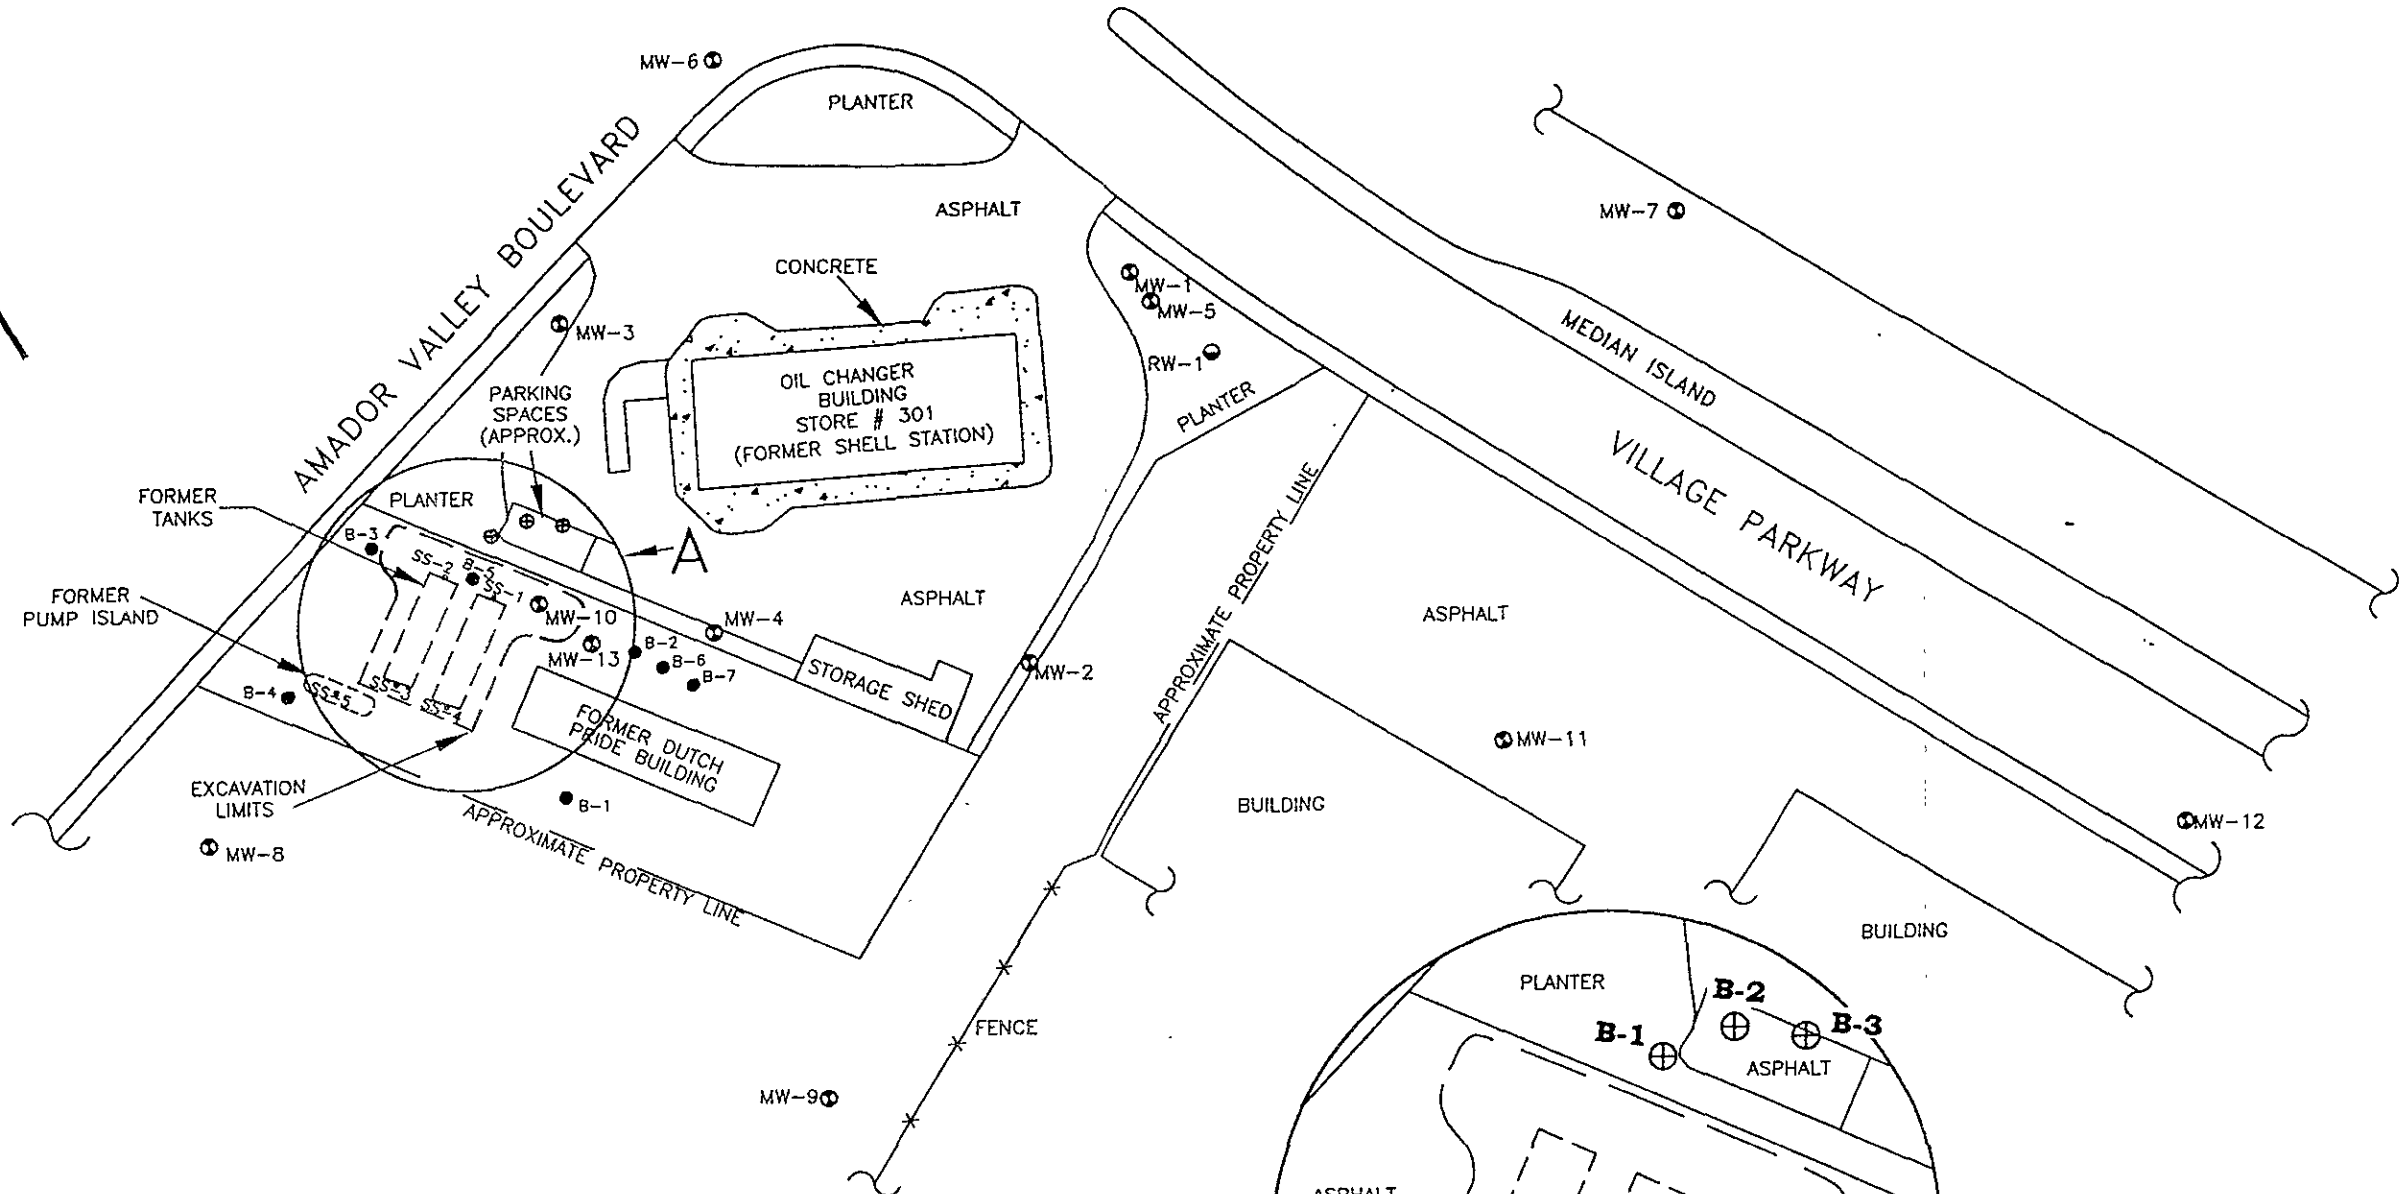 MW-6
PLANTER
AMADOR VALLEY BOULEVARD
ASPHALT
MW-7
CONCRETE
MW-1
MW-5
MW-3
RW-1
OIL CHANGER
BUILDING
STORE # 301
(FORMER SHELL STATION)
PARKING
SPACES
(APPROX.)
PLANTER
MEDIAN ISLAND
VILLAGE PARKWAY
FORMER
TANKS
PLANTER
B-3
SS-2
B-5
SS-1
A
FORMER
PUMP ISLAND
MW-10
MW-4
ASPHALT
APPROXIMATE PROPERTY LINE
ASPHALT
MW-13
B-2
B-6
B-7
B-4
SS-5
SS-3
SS-4
STORAGE SHED
MW-2
FORMER DUTCH
PRIDE BUILDING
MW-11
EXCAVATION
LIMITS
B-1
APPROXIMATE PROPERTY LINE
BUILDING
MW-12
MW-8
BUILDING
PLANTER
B-2
B-1
B-3
ASPHALT
FENCE
MW-9
ASPHALT